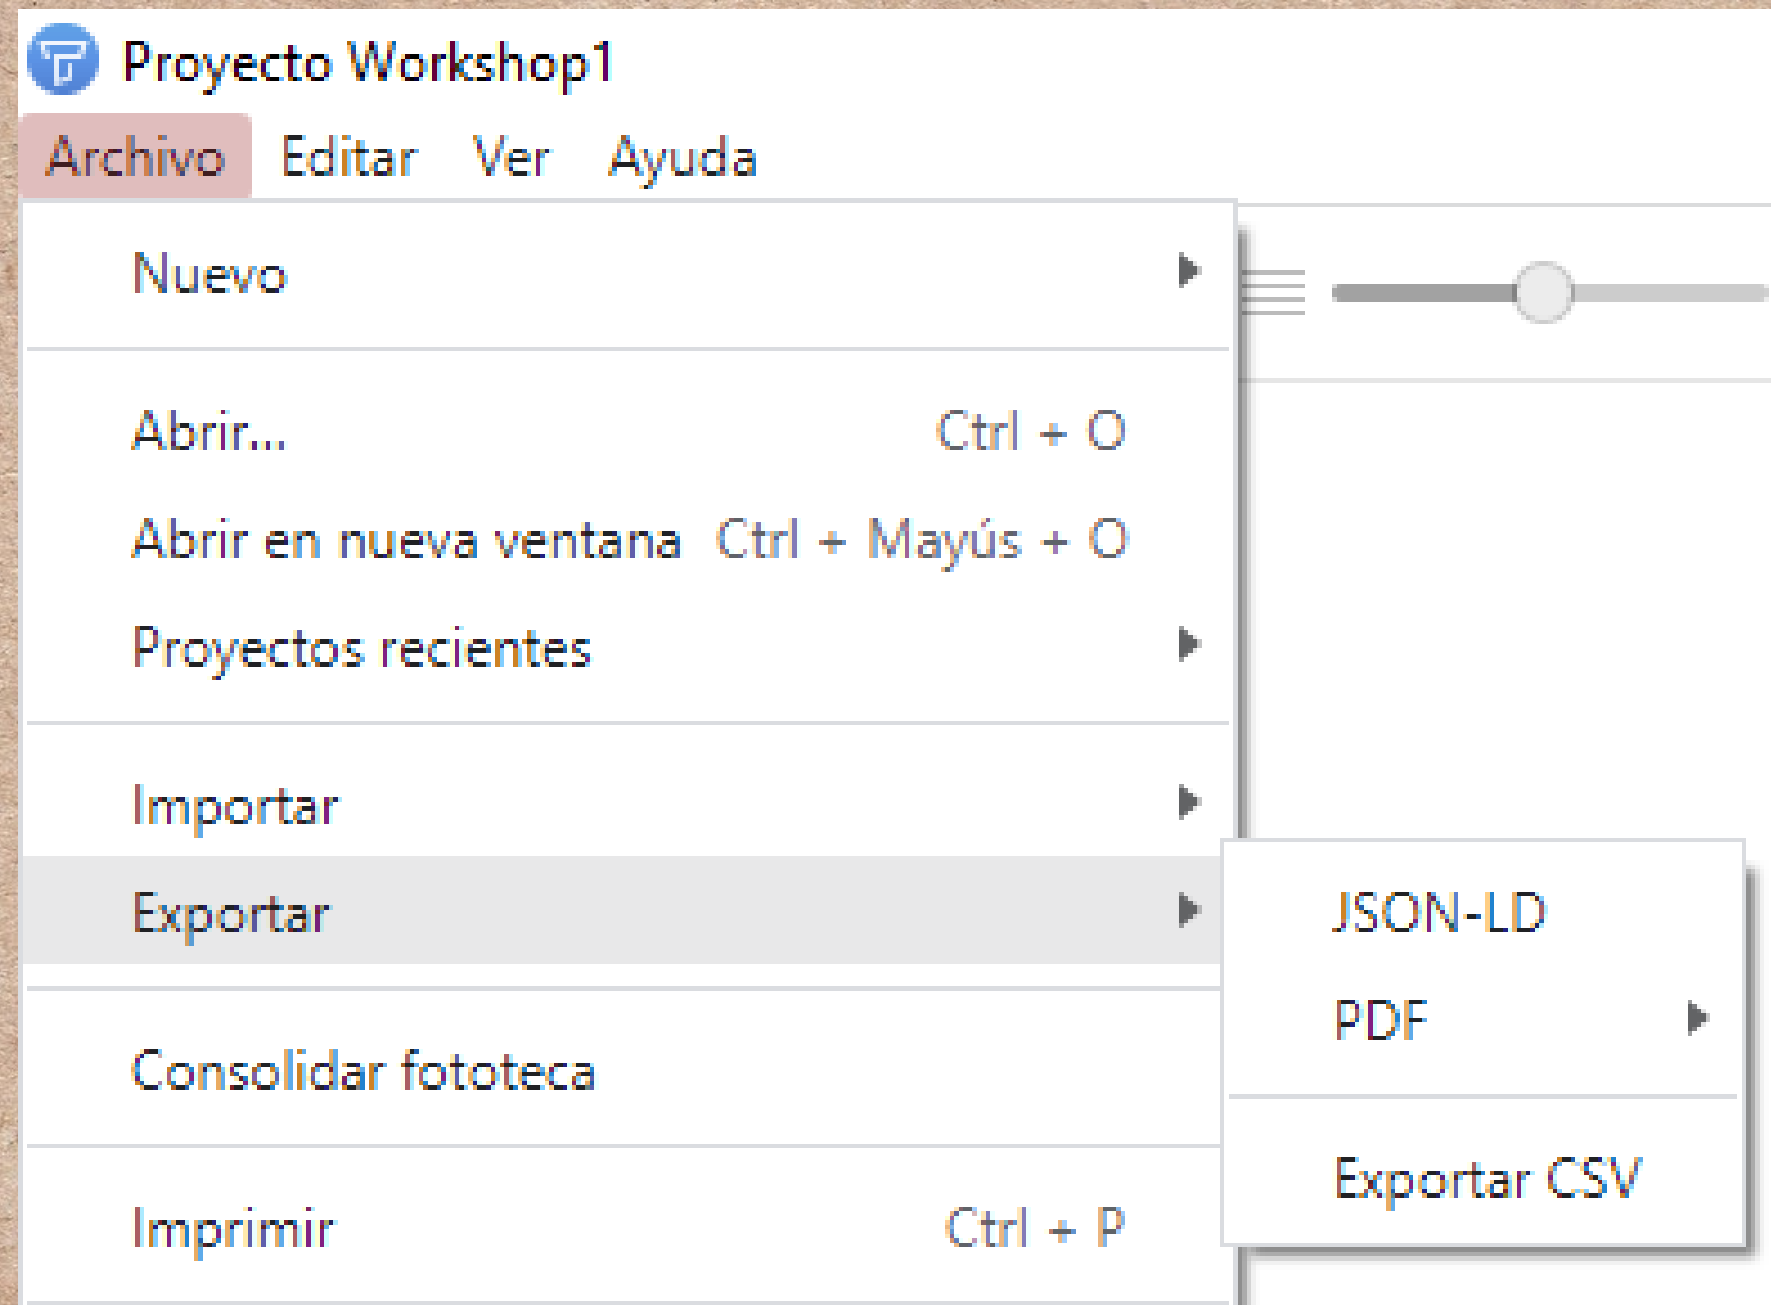 Proyecto Workshop1
Archivo Editar Ver Ayuda
Nuevo
Abrir... Ctrl + O
Abrir en nueva ventana Ctrl + Mayús + O
Proyectos recientes
Importar
Exportar
JSON-LD
PDF
Exportar CSV
Consolidar fototeca
Imprimir Ctrl + P